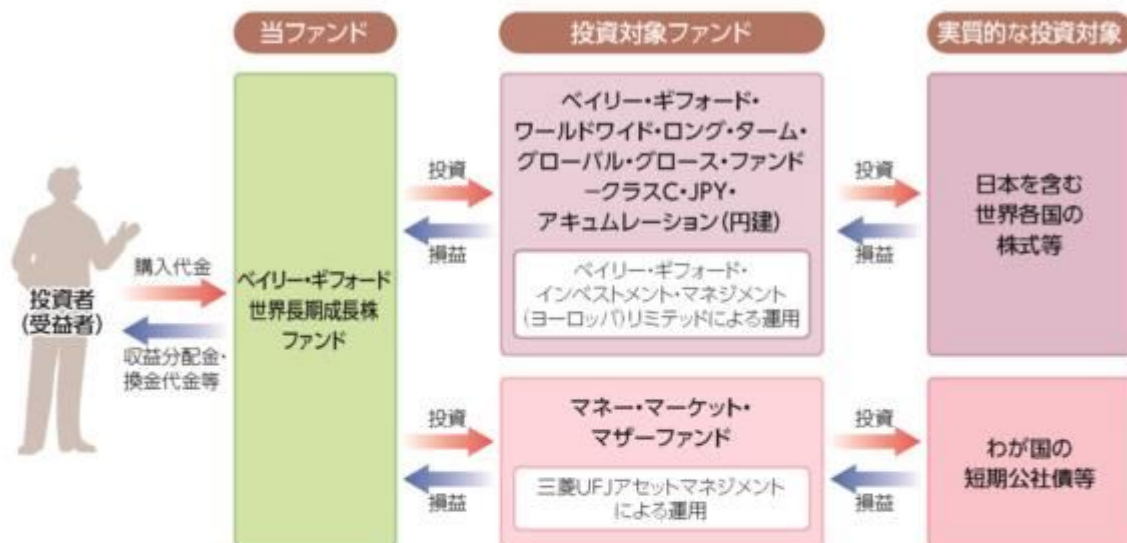 当ファンド
投資対象ファンド
実質的な投資対象
投資者
(受益者)
購入代金
収益分配金・
換金代金等
ベイリー・ギフォード
世界長期成長株
ファンド
投資
損益
ベイリー・ギフォード・
ワールドワイド・ロング・ターム・
グローバル・グロース・ファンド
－クラスC・JPY・
アキュムレーション(円建)
ベイリー・ギフォード・
インベストメント・マネジメント
(ヨーロッパ)リミテッドによる運用
投資
損益
日本を含む
世界各国の
株式等
投資
損益
マネー・マーケット・
マザーファンド
三菱UFJアセットマネジメント
による運用
投資
損益
わが国の
短期公社債等